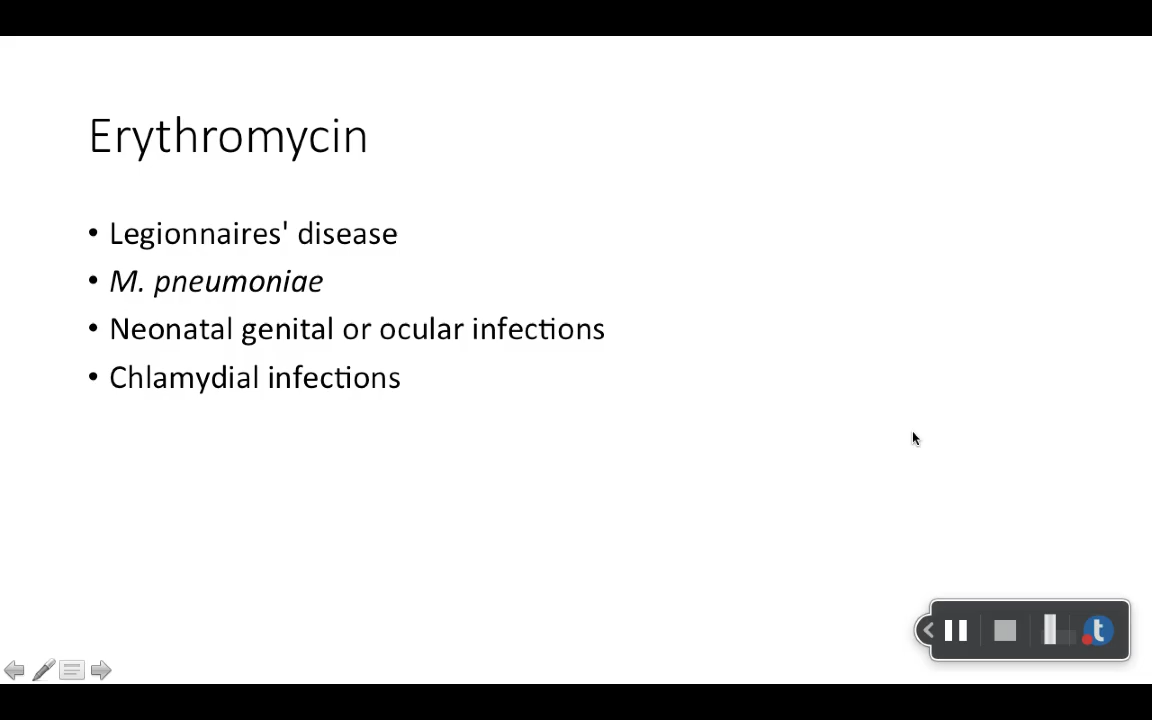 Erythromycin
• Legionnaires' disease
• M. pneumoniae
• Neonatal genital or ocular infections
• Chlamydial infections
t